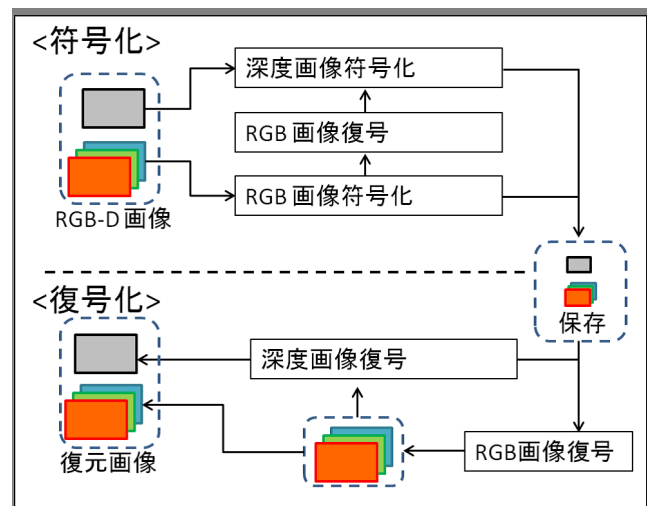 <符号化>
深度画像符号化
RGB 画像復号
RGB 画像符号化
RGB-D 画像
保存
<復号化>
深度画像復号
RGB画像復号
復元画像